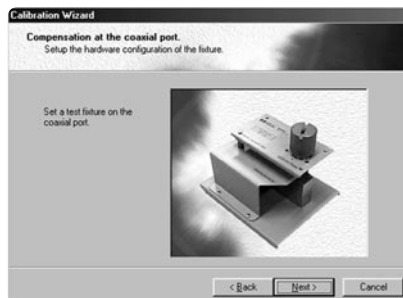 Calibration Wizard
Compensation at the coaxial port.
Setup the hardware configuration of the fixture.
Set a test fixture on the
coaxial port.
< Back
Next >
Cancel